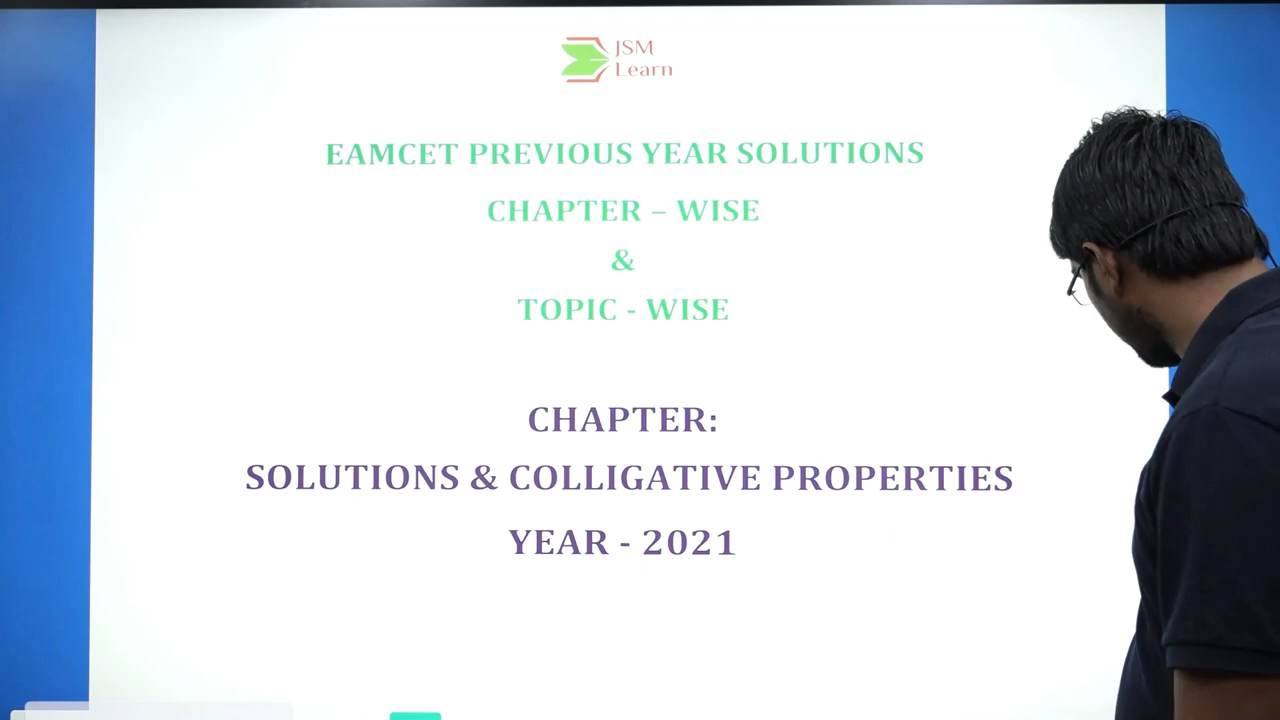 JSM
Learn
EAMCET PREVIOUS YEAR SOLUTIONS
CHAPTER – WISE
&
TOPIC - WISE
CHAPTER:
SOLUTIONS & COLLIGATIVE PROPERTIES
YEAR - 2021